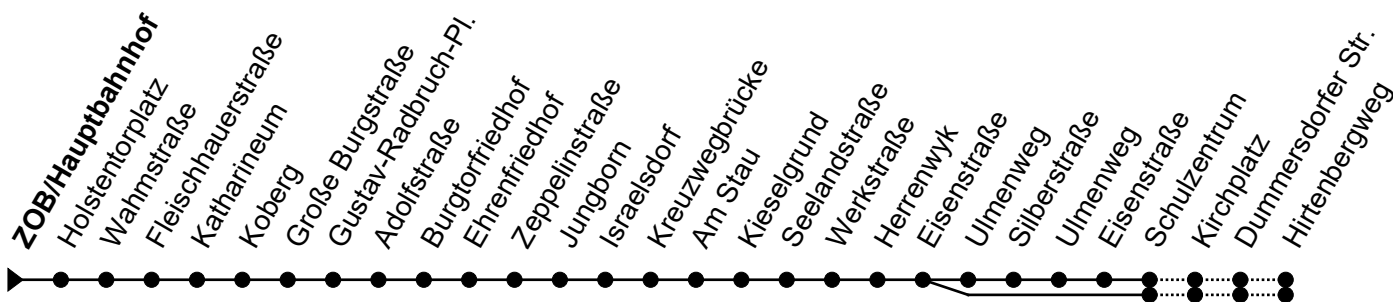 ZOB/Hauptbahnhof
Holstentorplatz
Wahmstraße
Fleischhauerstraße
Katharineum
Koberg
Große Burgstraße
Gustav-Radbruch-Pl.
Adolfstraße
Burgtorfriedhof
Ehrenfriedhof
Zeppelinstraße
Jungborn
Israelsdorf
Kreuzwegbrücke
Am Stau
Kieselgrund
Seelandstraße
Werkstraße
Herrenwyk
Eisenstraße
Ulmenweg
Silberstraße
Ulmenweg
Eisenstraße
Schulzentrum
Kirchplatz
Dummersdorfer Str.
Hirtenbergweg